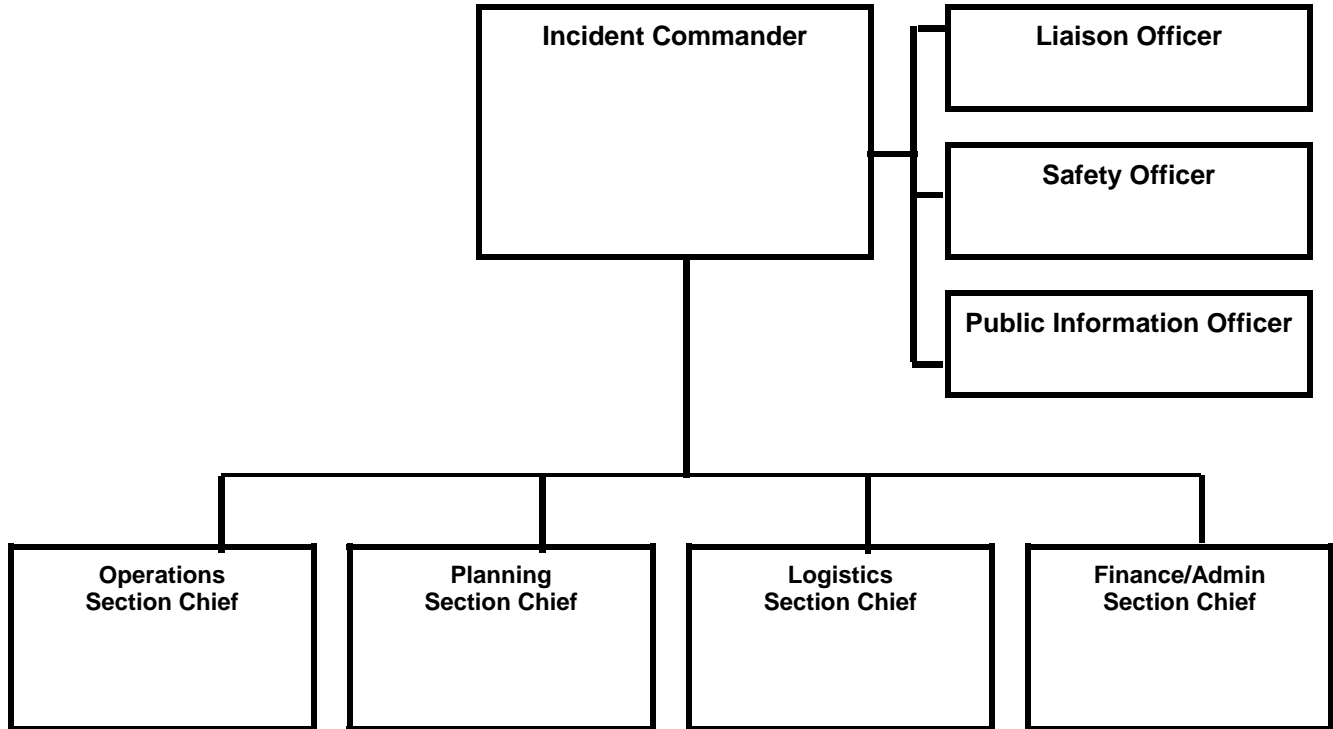 Incident Commander
Liaison Officer
Safety Officer
Public Information Officer
Operations
Section Chief
Planning
Section Chief
Logistics
Section Chief
Finance/Admin
Section Chief